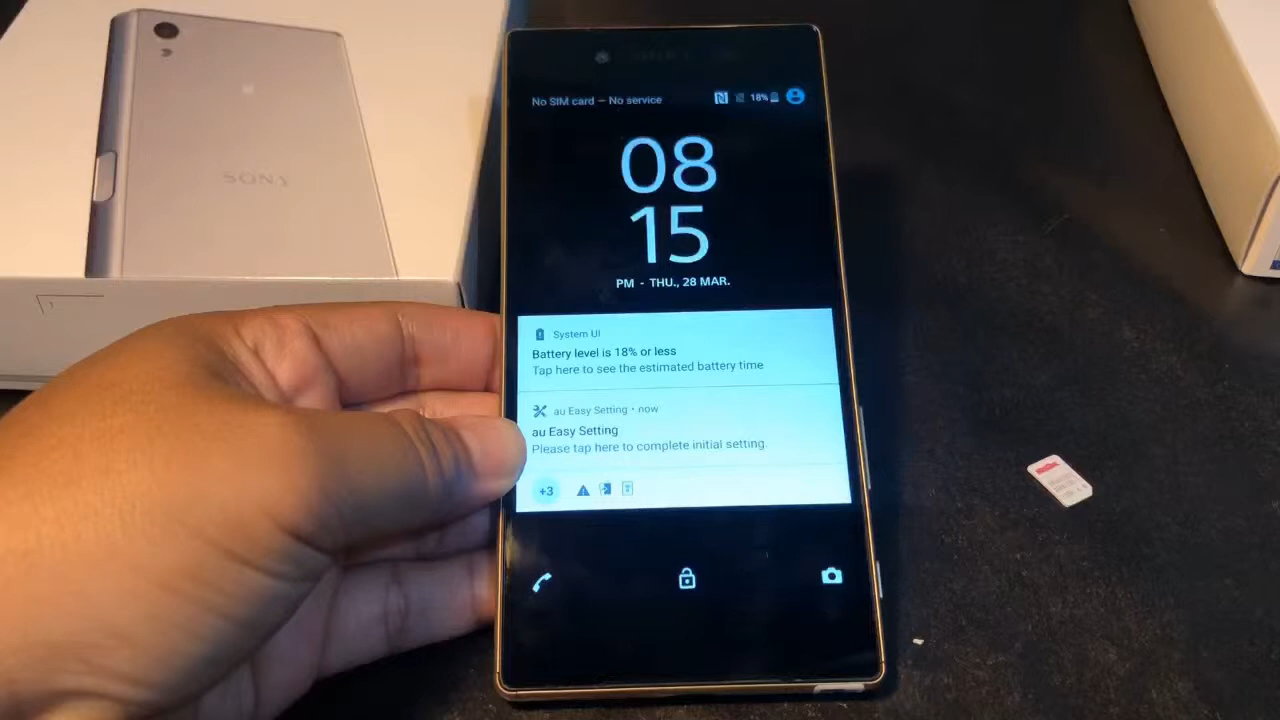 SONY
No SIM card – No service
18%
08
15
PM - THU., 28 MAR.
System UI
Battery level is 18% or less
Tap here to see the estimated battery time
au Easy Setting • now
au Easy Setting
Please tap here to complete initial setting.
+3